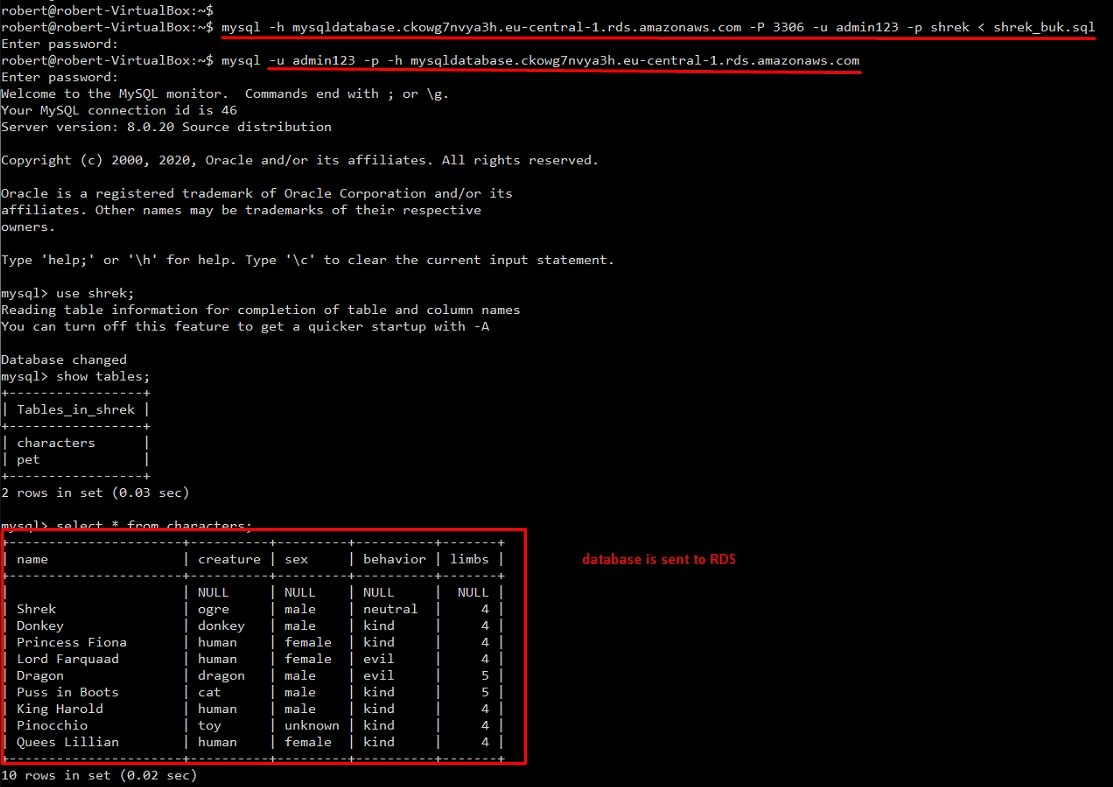 robert@robert-VirtualBox:~$
robert@robert-VirtualBox:~$ mysql -h mysqldatabase.ckowg7nvya3h.eu-central-1.rds.amazonaws.com -P 3306 -u admin123 -p shrek < shrek_buk.sql
Enter password:
robert@robert-VirtualBox:~$ mysql -u admin123 -p -h mysqldatabase.ckowg7nvya3h.eu-central-1.rds.amazonaws.com
Enter password:
Welcome to the MySQL monitor.  Commands end with ; or \g.
Your MySQL connection id is 46
Server version: 8.0.20 Source distribution

Copyright (c) 2000, 2020, Oracle and/or its affiliates. All rights reserved.

Oracle is a registered trademark of Oracle Corporation and/or its
affiliates. Other names may be trademarks of their respective
owners.

Type 'help;' or '\h' for help. Type '\c' to clear the current input statement.

mysql> use shrek;
Reading table information for completion of table and column names
You can turn off this feature to get a quicker startup with -A

Database changed
mysql> show tables;
+-----------------+
| Tables_in_shrek |
+-----------------+
| characters      |
| pet             |
+-----------------+
2 rows in set (0.03 sec)

mysql> select * from characters;
+---------------------+----------+---------+----------+-------+
| name                | creature | sex     | behavior | limbs |
+---------------------+----------+---------+----------+-------+
|                     | NULL     | NULL    | NULL     |  NULL |
| Shrek               | ogre     | male    | neutral  |     4 |
| Donkey              | donkey   | male    | kind     |     4 |
| Princess Fiona      | human    | female  | kind     |     4 |
| Lord Farquaad       | human    | female  | evil     |     4 |
| Dragon              | dragon   | male    | evil     |     5 |
| Puss in Boots       | cat      | male    | kind     |     5 |
| King Harold         | human    | male    | kind     |     4 |
| Pinocchio           | toy      | unknown | kind     |     4 |
| Quees Lillian       | human    | female  | kind     |     4 |
+---------------------+----------+---------+----------+-------+
10 rows in set (0.02 sec)
database is sent to RDS